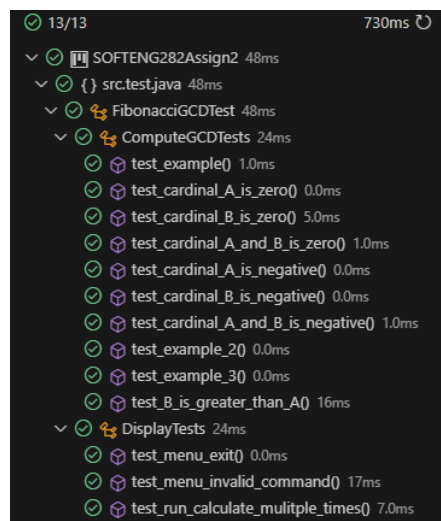 13/13 730ms
SOFTENG282Assign2 48ms
{} src.test.java 48ms
FibonacciGCDTest 48ms
ComputeGCDTests 24ms
test_example() 1.0ms
test_cardinal_A_is_zero() 0.0ms
test_cardinal_B_is_zero() 5.0ms
test_cardinal_A_and_B_is_zero() 1.0ms
test_cardinal_A_is_negative() 0.0ms
test_cardinal_B_is_negative() 0.0ms
test_cardinal_A_and_B_is_negative() 1.0ms
test_example_2() 0.0ms
test_example_3() 0.0ms
test_B_is_greater_than_A() 16ms
DisplayTests 24ms
test_menu_exit() 0.0ms
test_menu_invalid_command() 17ms
test_run_calculate_mulitple_times() 7.0ms